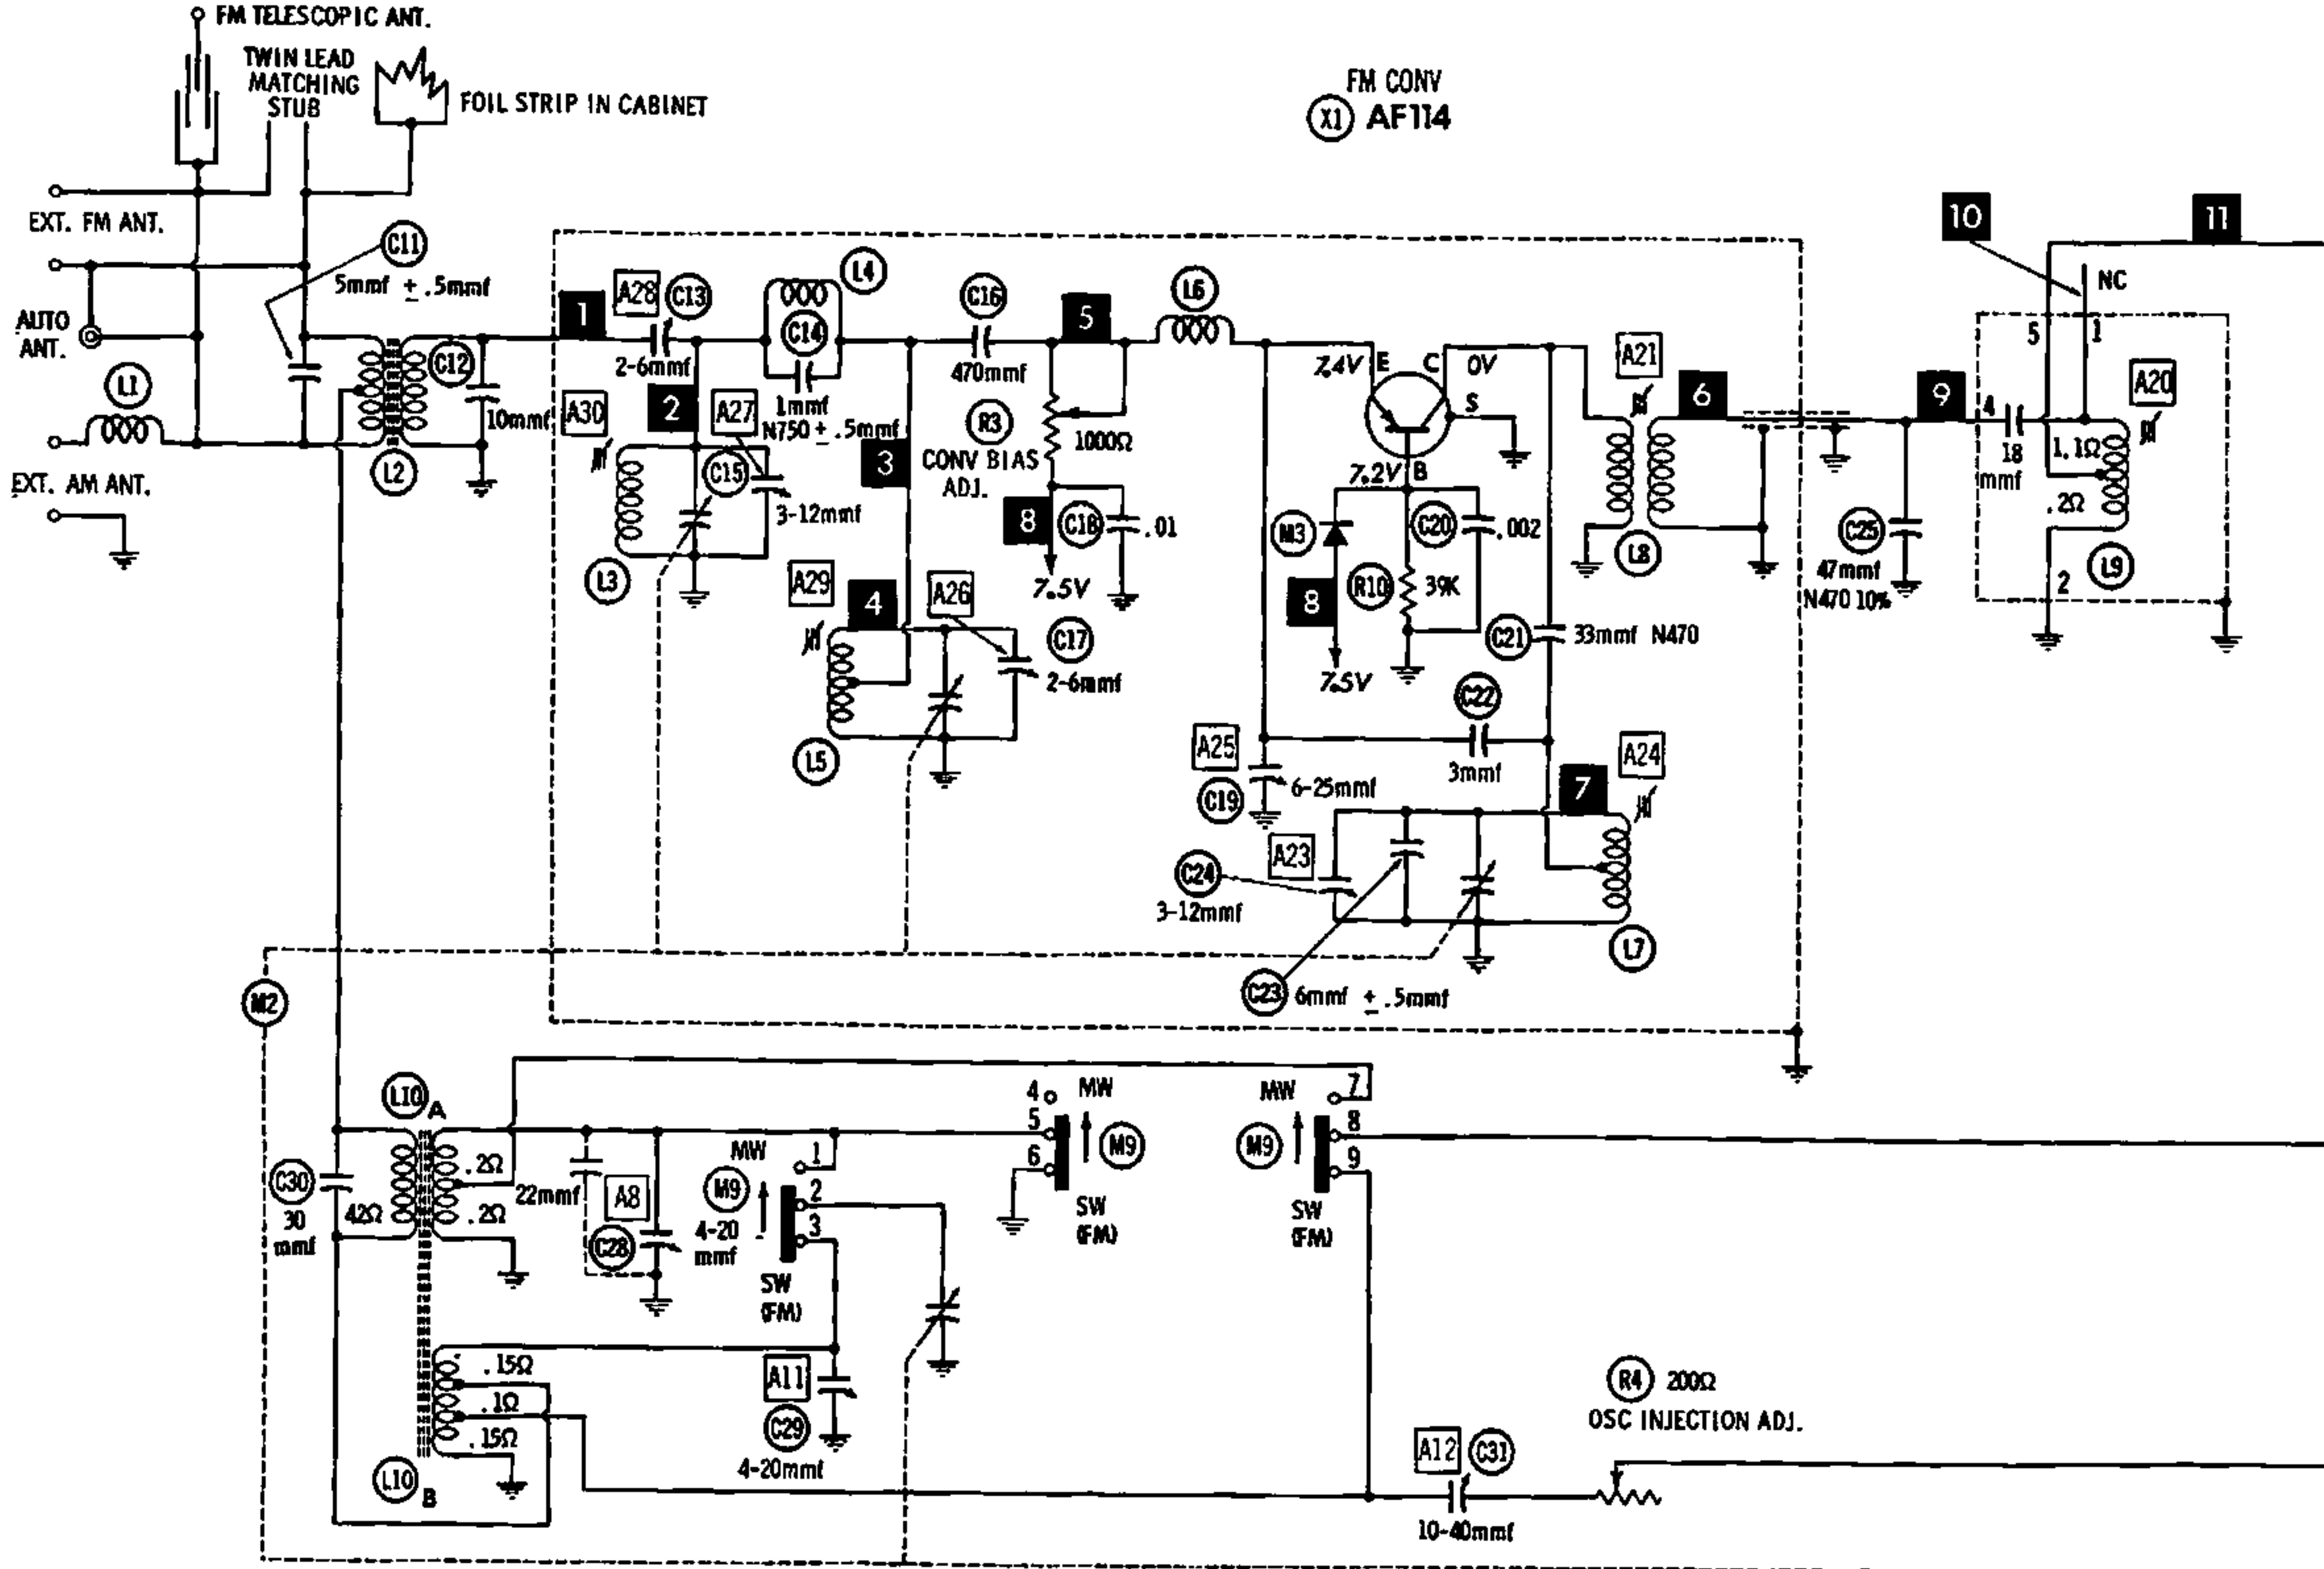 FM TELESCOPIC ANT.
TWIN LEAD
MATCHING
STUB
FOIL STRIP IN CABINET
FM CONV
X1 AF114
EXT. FM ANT.
AUTO
ANT.
EXT. AM ANT.
C11
5mmf ± .5mmf
L1
L2
C12
10mmf
1
A28
C13
2-6mmf
L4
C14
1mmf
N750 ± .5mmf
C16
470mmf
5
L6
A30
2
A27
C15
3-12mmf
L3
3
R3
CONV BIAS
ADJ.
1000Ω
8
C18
.01
7.5V
A29
4
A26
C17
2-6mmf
L5
7.4V
E
C
0V
S
7.2V
B
M3
C20
.002
8
R10
39K
7.5V
C21
33mmf N470
C22
3mmf
A25
C19
6-25mmf
A21
L8
6
9
C25
47mmf
N470 10%
10
11
NC
5
1
4
18
mmf
1.1Ω
.2Ω
A20
2
L9
A24
7
A23
C24
3-12mmf
L7
C23
6mmf ± .5mmf
M2
L10 A
C30
30
mmf
42Ω
.2Ω
.2Ω
22mmf
A8
C28
4-20
mmf
MW
M9
1
2
3
SW
(FM)
4
5
6
MW
M9
SW
(FM)
MW
M9
7
8
9
SW
(FM)
.15Ω
.1Ω
.15Ω
L10 B
A11
C29
4-20mmf
A12
C31
10-40mmf
R4 200Ω
OSC INJECTION ADJ.